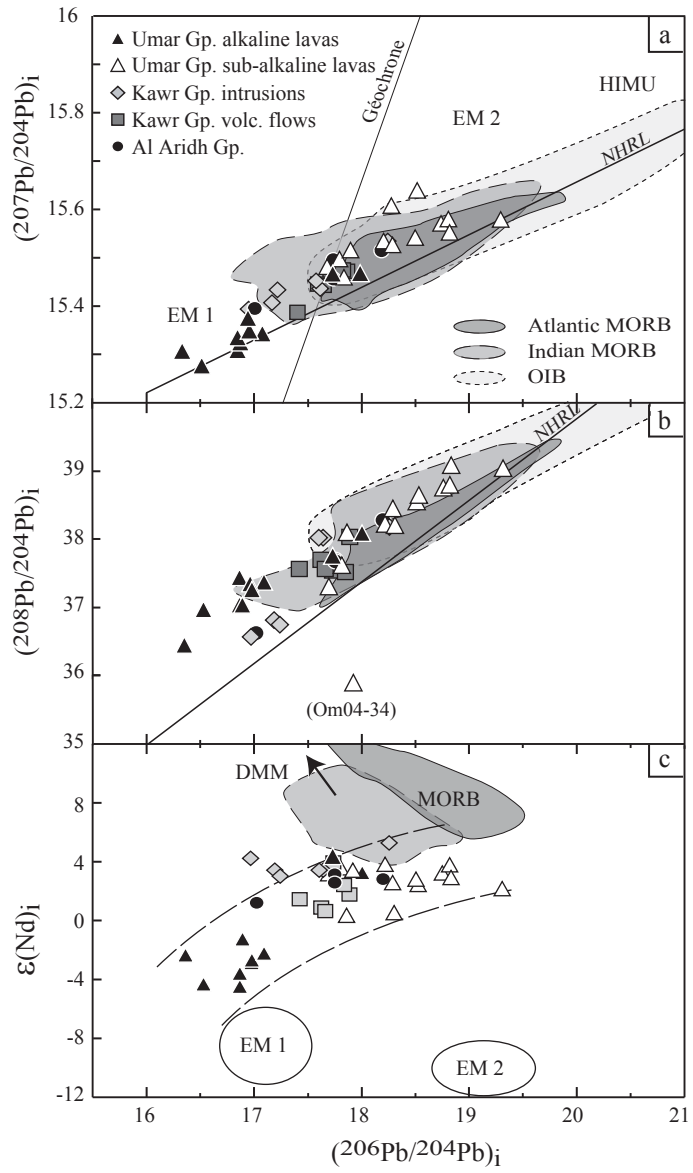 16
a
Umar Gp. alkaline lavas
Umar Gp. sub-alkaline lavas
Kawr Gp. intrusions
Kawr Gp. volc. flows
Al Aridh Gp.
Géochrone
HIMU
EM 2
NHRL
15.8
15.6
15.4
15.2
(207Pb/204Pb)i
EM 1
Atlantic MORB
Indian MORB
OIB
b
NHRL
39
38
37
36
35
(208Pb/204Pb)i
(Om04-34)
c
DMM
MORB
8
4
0
-4
-8
-12
ε(Nd)i
EM 1
EM 2
16 17 18 19 20 21
(206Pb/204Pb)i